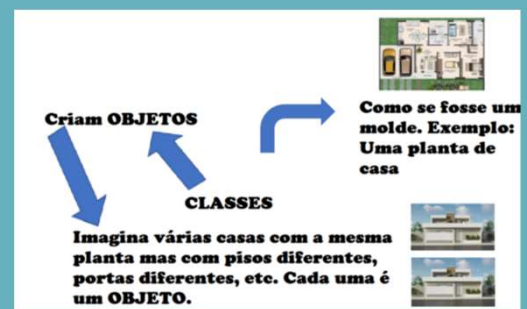 Criam OBJETOS
Como se fosse um
molde. Exemplo:
Uma planta de
casa
CLASSES
Imagina várias casas com a mesma
planta mas com pisos diferentes,
portas diferentes, etc. Cada uma é
um OBJETO.